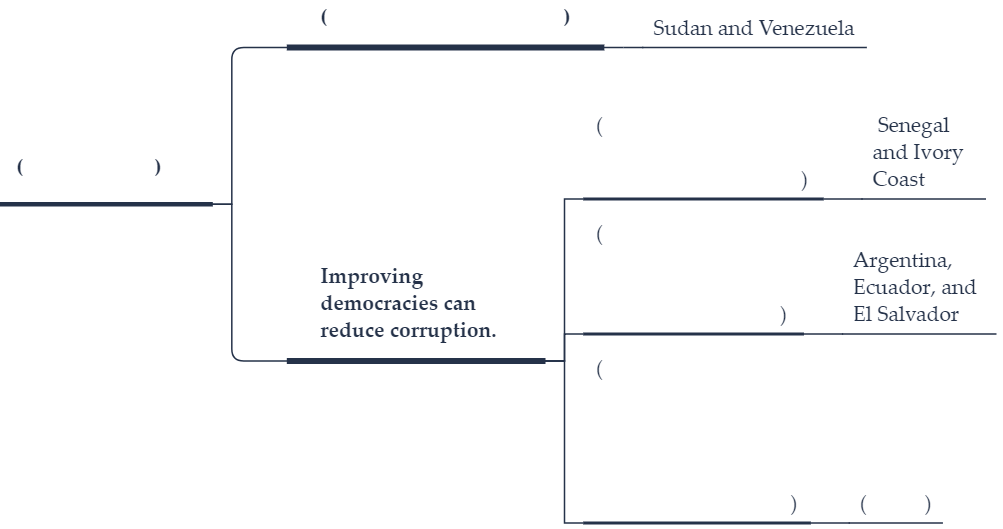 (                    )
Sudan and Venezuela
(                    )
(
)
Senegal
and Ivory
Coast
Improving
democracies can
reduce corruption.
(
)
Argentina,
Ecuador, and
El Salvador
(
)
(        )